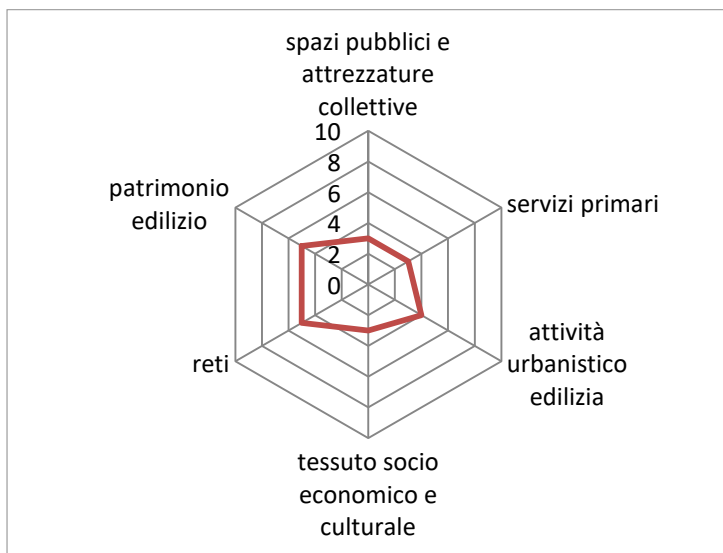 spazi pubblici e
attrezzature
collettive
10
8
6
4
2
0
servizi primari
attività
urbanistico
edilizia
tessuto socio
economico e
culturale
reti
patrimonio
edilizio